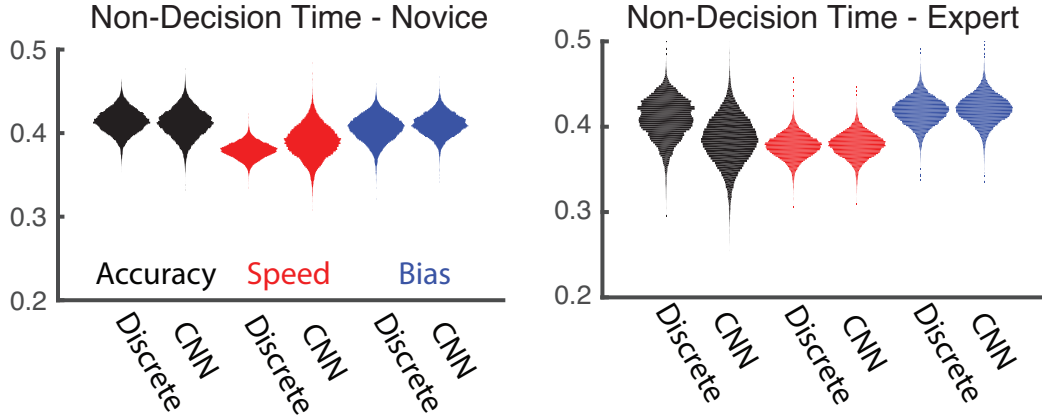 Non-Decision Time - Novice
0.5
0.4
0.3
0.2
Accuracy Speed Bias
Discrete
CNN
Discrete
CNN
Discrete
CNN
Non-Decision Time - Expert
0.5
0.4
0.3
0.2
Discrete
CNN
Discrete
CNN
Discrete
CNN